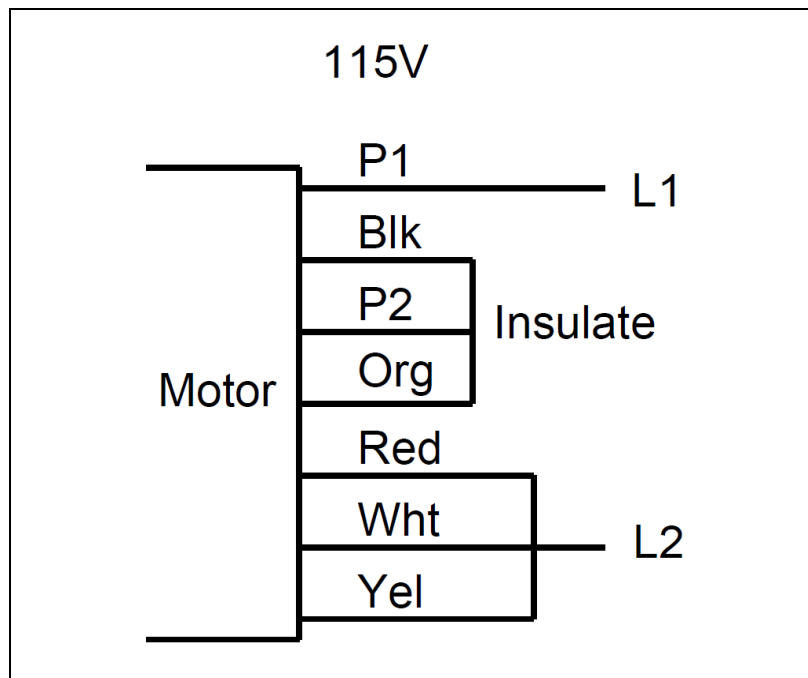 115V
P1
L1
Blk
P2
Insulate
Org
Motor
Red
Wht
L2
Yel